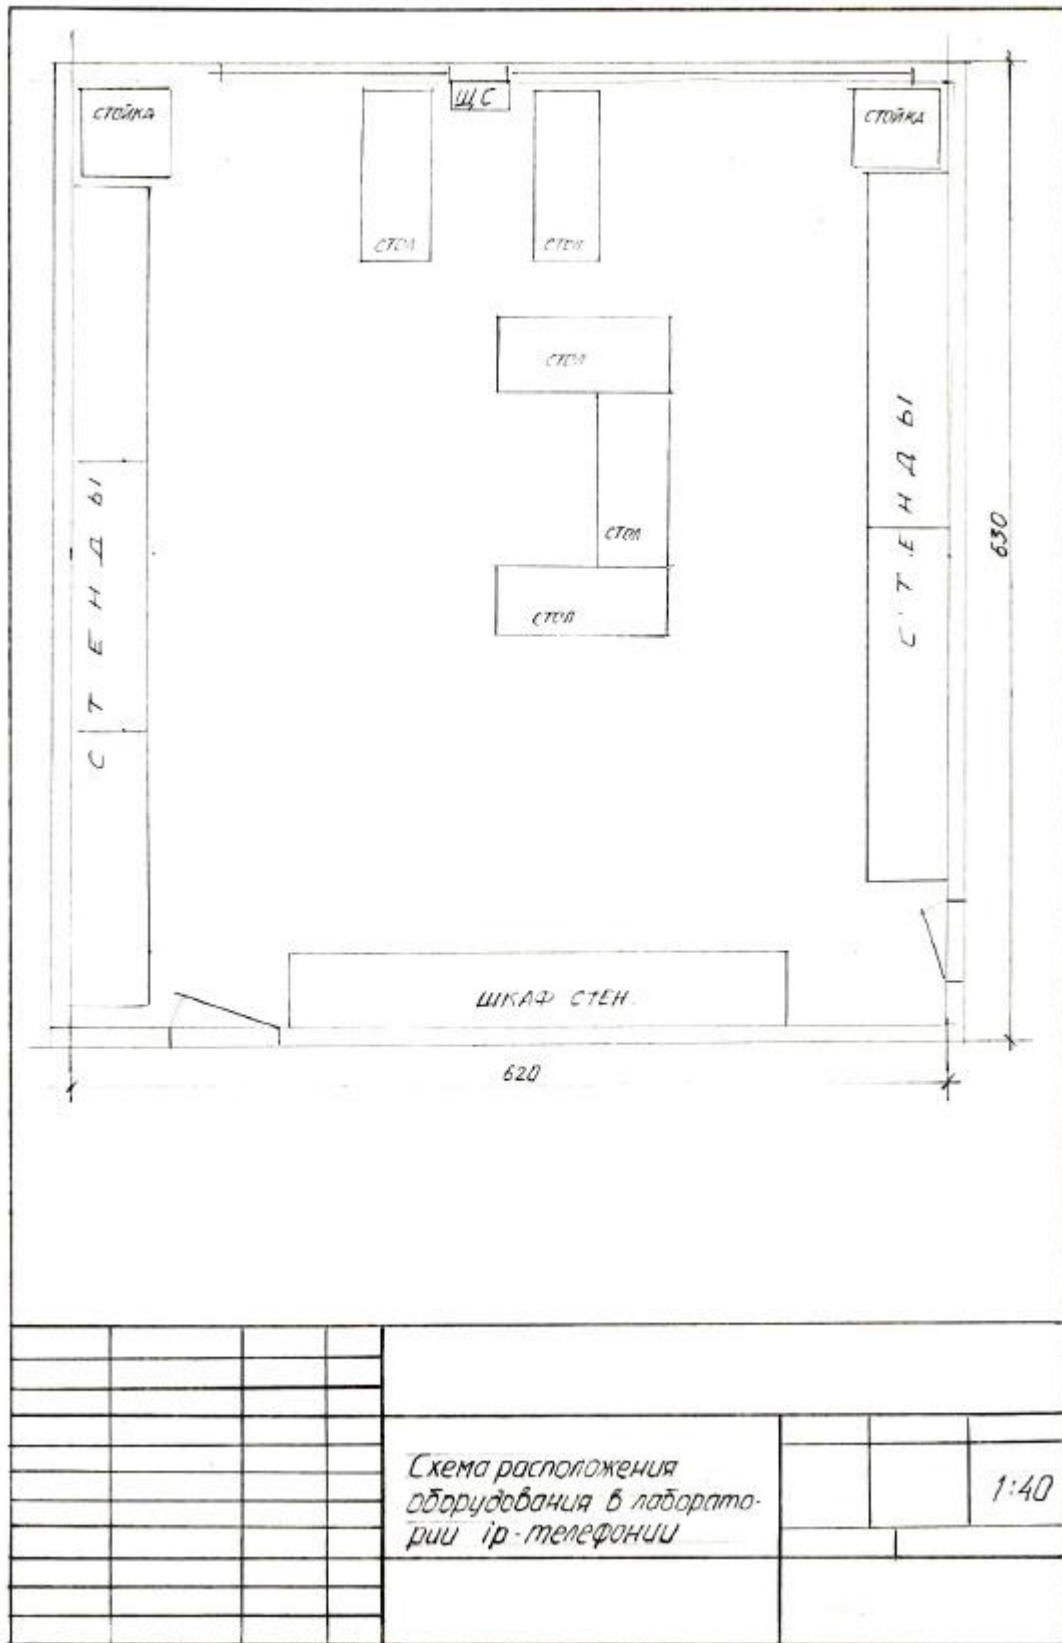 ЩС
СТОЙКА
СТОЙКА
СТОЛ
СТОЛ
СТОЛ
СТЕНДЫ
СТЕНДЫ
СТОЛ
630
СТОЛ
ШКАФ СТЕН.
620
Схема расположения
оборудования в лаборато-
рии ip-телефонии
1:40